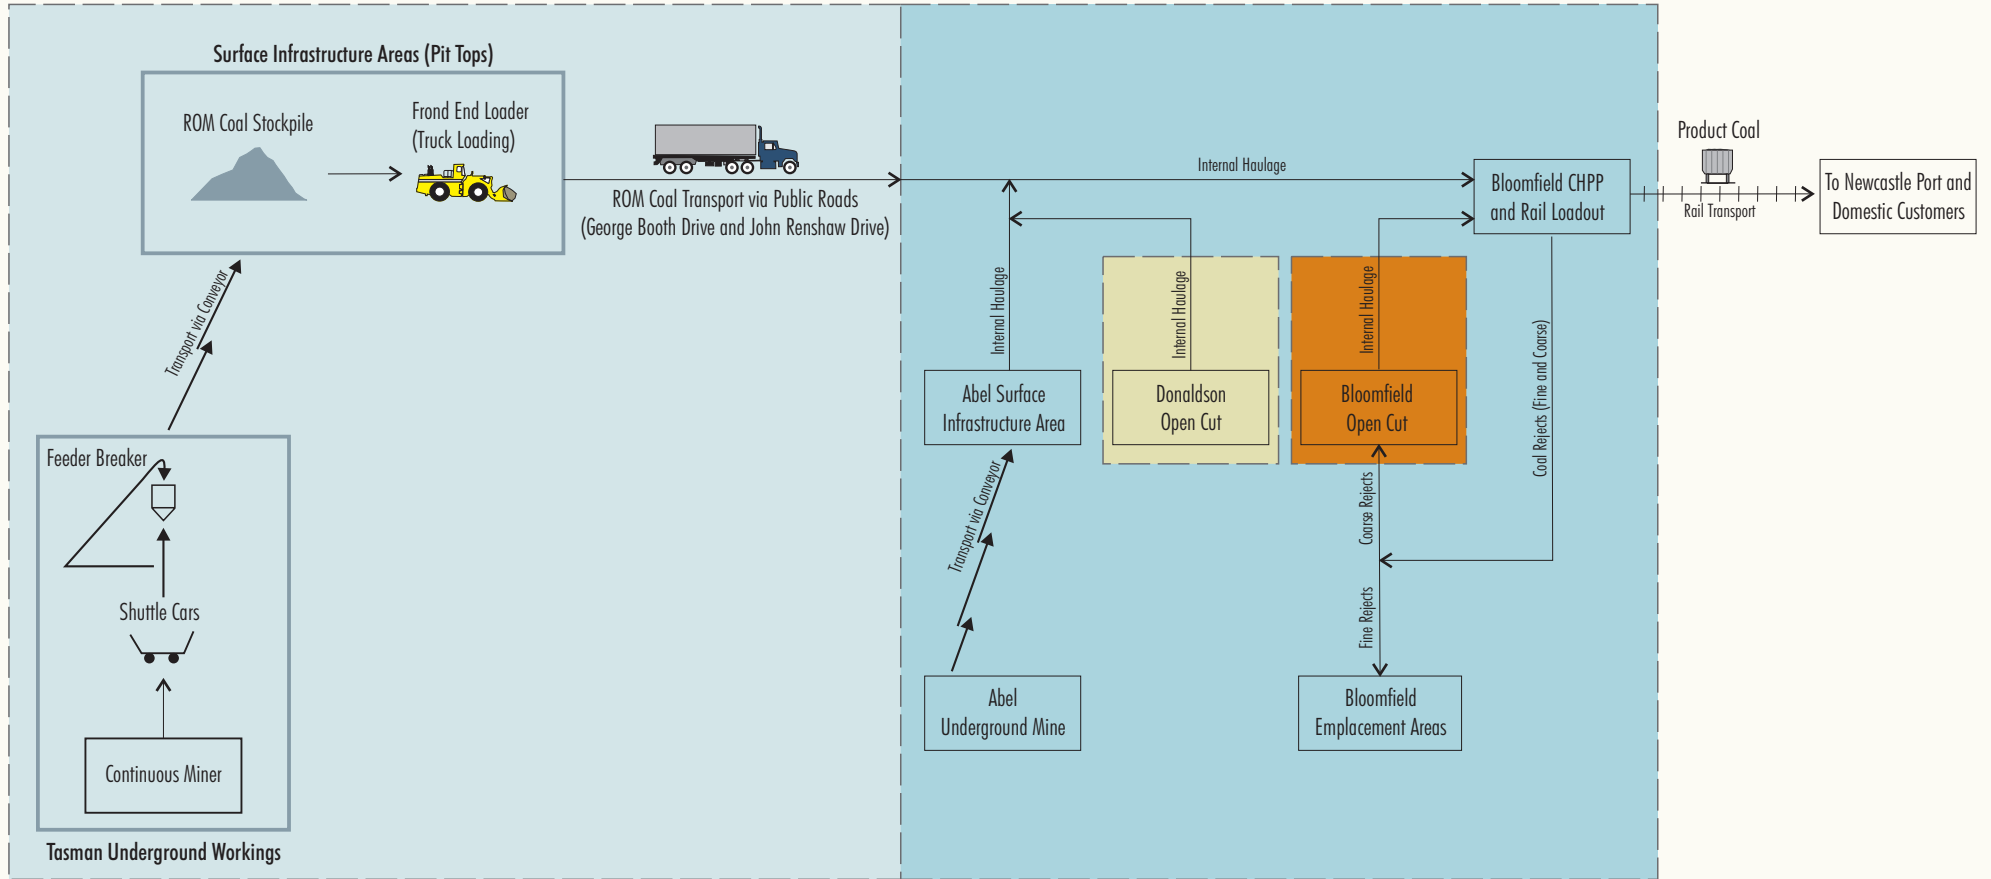 Surface Infrastructure Areas (Pit Tops)
ROM Coal Stockpile
Frond End Loader
(Truck Loading)
ROM Coal Transport via Public Roads
(George Booth Drive and John Renshaw Drive)
Transport via Conveyor
Feeder Breaker
Shuttle Cars
Continuous Miner
Tasman Underground Workings
Internal Haulage
Bloomfield CHPP
and Rail Loadout
Product Coal
Rail Transport
To Newcastle Port and
Domestic Customers
Internal Haulage
Internal Haulage
Internal Haulage
Abel Surface
Infrastructure Area
Donaldson
Open Cut
Bloomfield
Open Cut
Coal Rejects (Fine and Coarse)
Transport via Conveyor
Coarse Rejects
Fine Rejects
Abel
Underground Mine
Bloomfield
Emplacement Areas